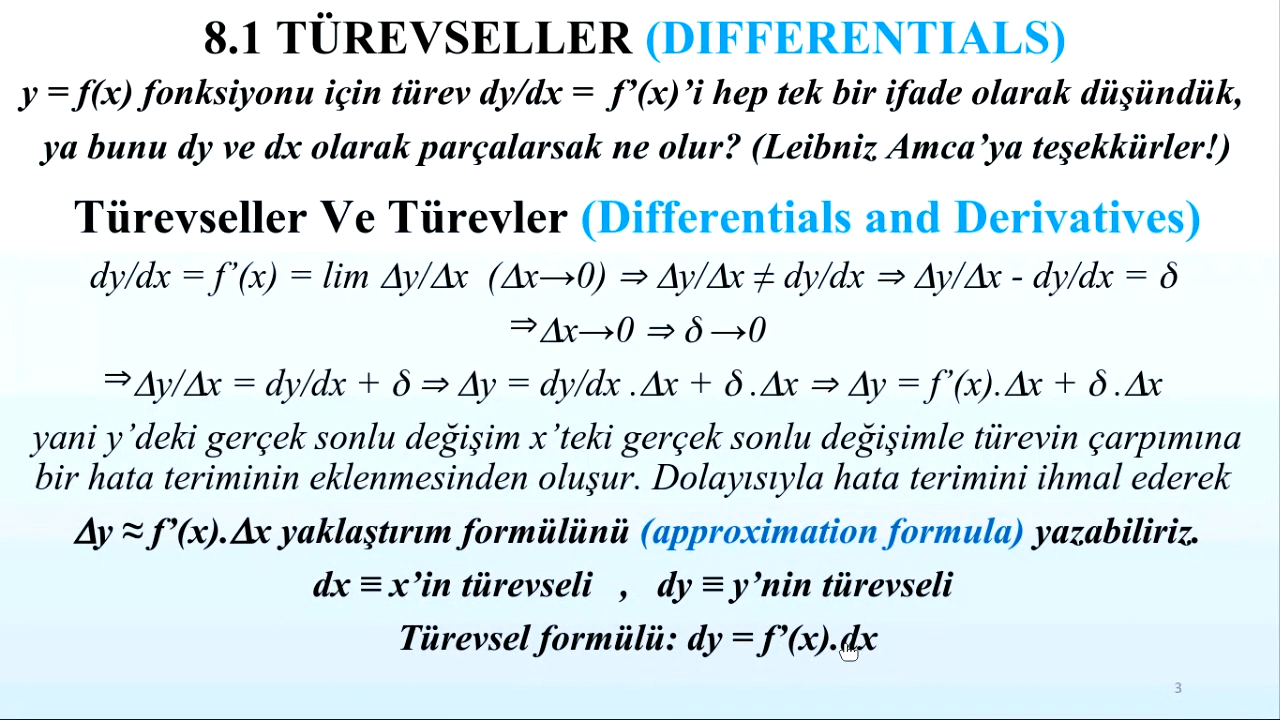 8.1 TÜREVSELLER (DIFFERENTIALS)
y = f(x) fonksiyonu için türev dy/dx = f’(x)’i hep tek bir ifade olarak düşündük,
ya bunu dy ve dx olarak parçalarsak ne olur? (Leibniz Amca’ya teşekkürler!)
Türevseller Ve Türevler (Differentials and Derivatives)
dy/dx = f’(x) = lim Δy/Δx (Δx→0) ⇒ Δy/Δx ≠ dy/dx ⇒ Δy/Δx - dy/dx = δ
⇒Δx→0 ⇒ δ →0
⇒Δy/Δx = dy/dx + δ ⇒ Δy = dy/dx .Δx + δ .Δx ⇒ Δy = f’(x).Δx + δ .Δx
yani y’deki gerçek sonlu değişim x’teki gerçek sonlu değişimle türevin çarpımına
bir hata teriminin eklenmesinden oluşur. Dolayısıyla hata terimini ihmal ederek
Δy ≈ f’(x).Δx yaklaştırım formülünü (approximation formula) yazabiliriz.
dx ≡ x’in türevseli , dy ≡ y’nin türevseli
Türevsel formülü: dy = f’(x).dx
3